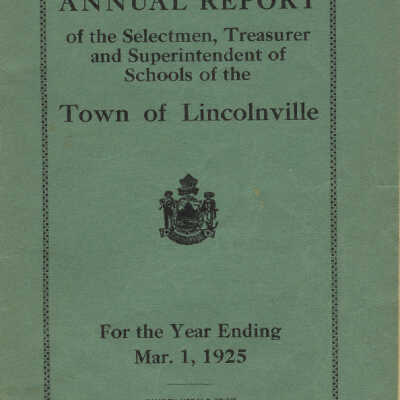 ANNUAL REPORT
of the Selectmen, Treasurer
and Superintendent of
Schools of the
Town of Lincolnville
For the Year Ending
Mar. 1, 1925